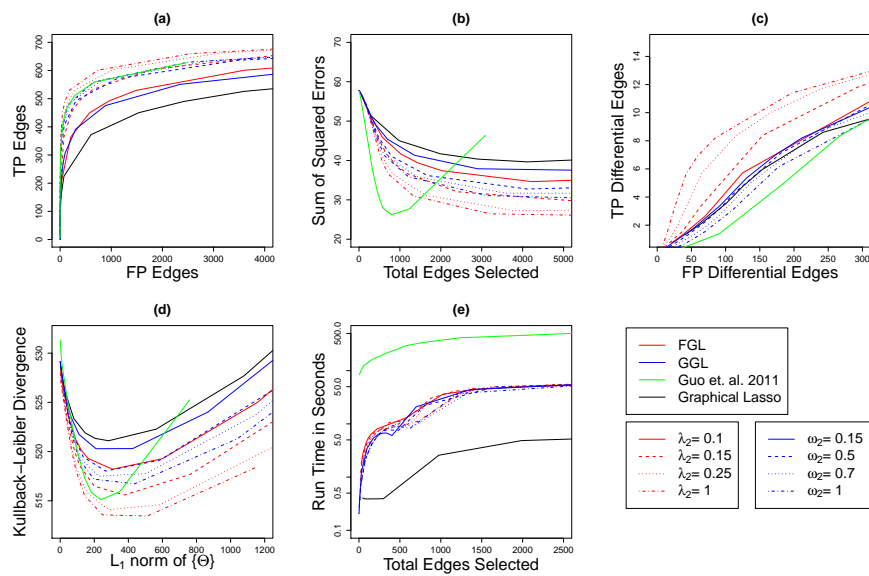 (a)
TP Edges
0 100 200 300 400 500 600 700
0 1000 2000 3000 4000
FP Edges
(b)
Sum of Squared Errors
20 30 40 50 60 70
0 1000 2000 3000 4000 5000
Total Edges Selected
(c)
TP Differential Edges
2 4 6 8 10 12 14
0 50 100 150 200 250 300
FP Differential Edges
(d)
Kullback−Leibler Divergence
515 520 525 530
0 200 400 600 800 1000 1200
L₁ norm of {Θ}
(e)
Run Time in Seconds
0.1 0.5 5.0 50.0 500.0
0 500 1000 1500 2000 2500
Total Edges Selected
FGL
GGL
Guo et. al. 2011
Graphical Lasso
λ₂= 0.1
λ₂= 0.15
λ₂= 0.25
λ₂= 1
ω₂= 0.15
ω₂= 0.5
ω₂= 0.7
ω₂= 1